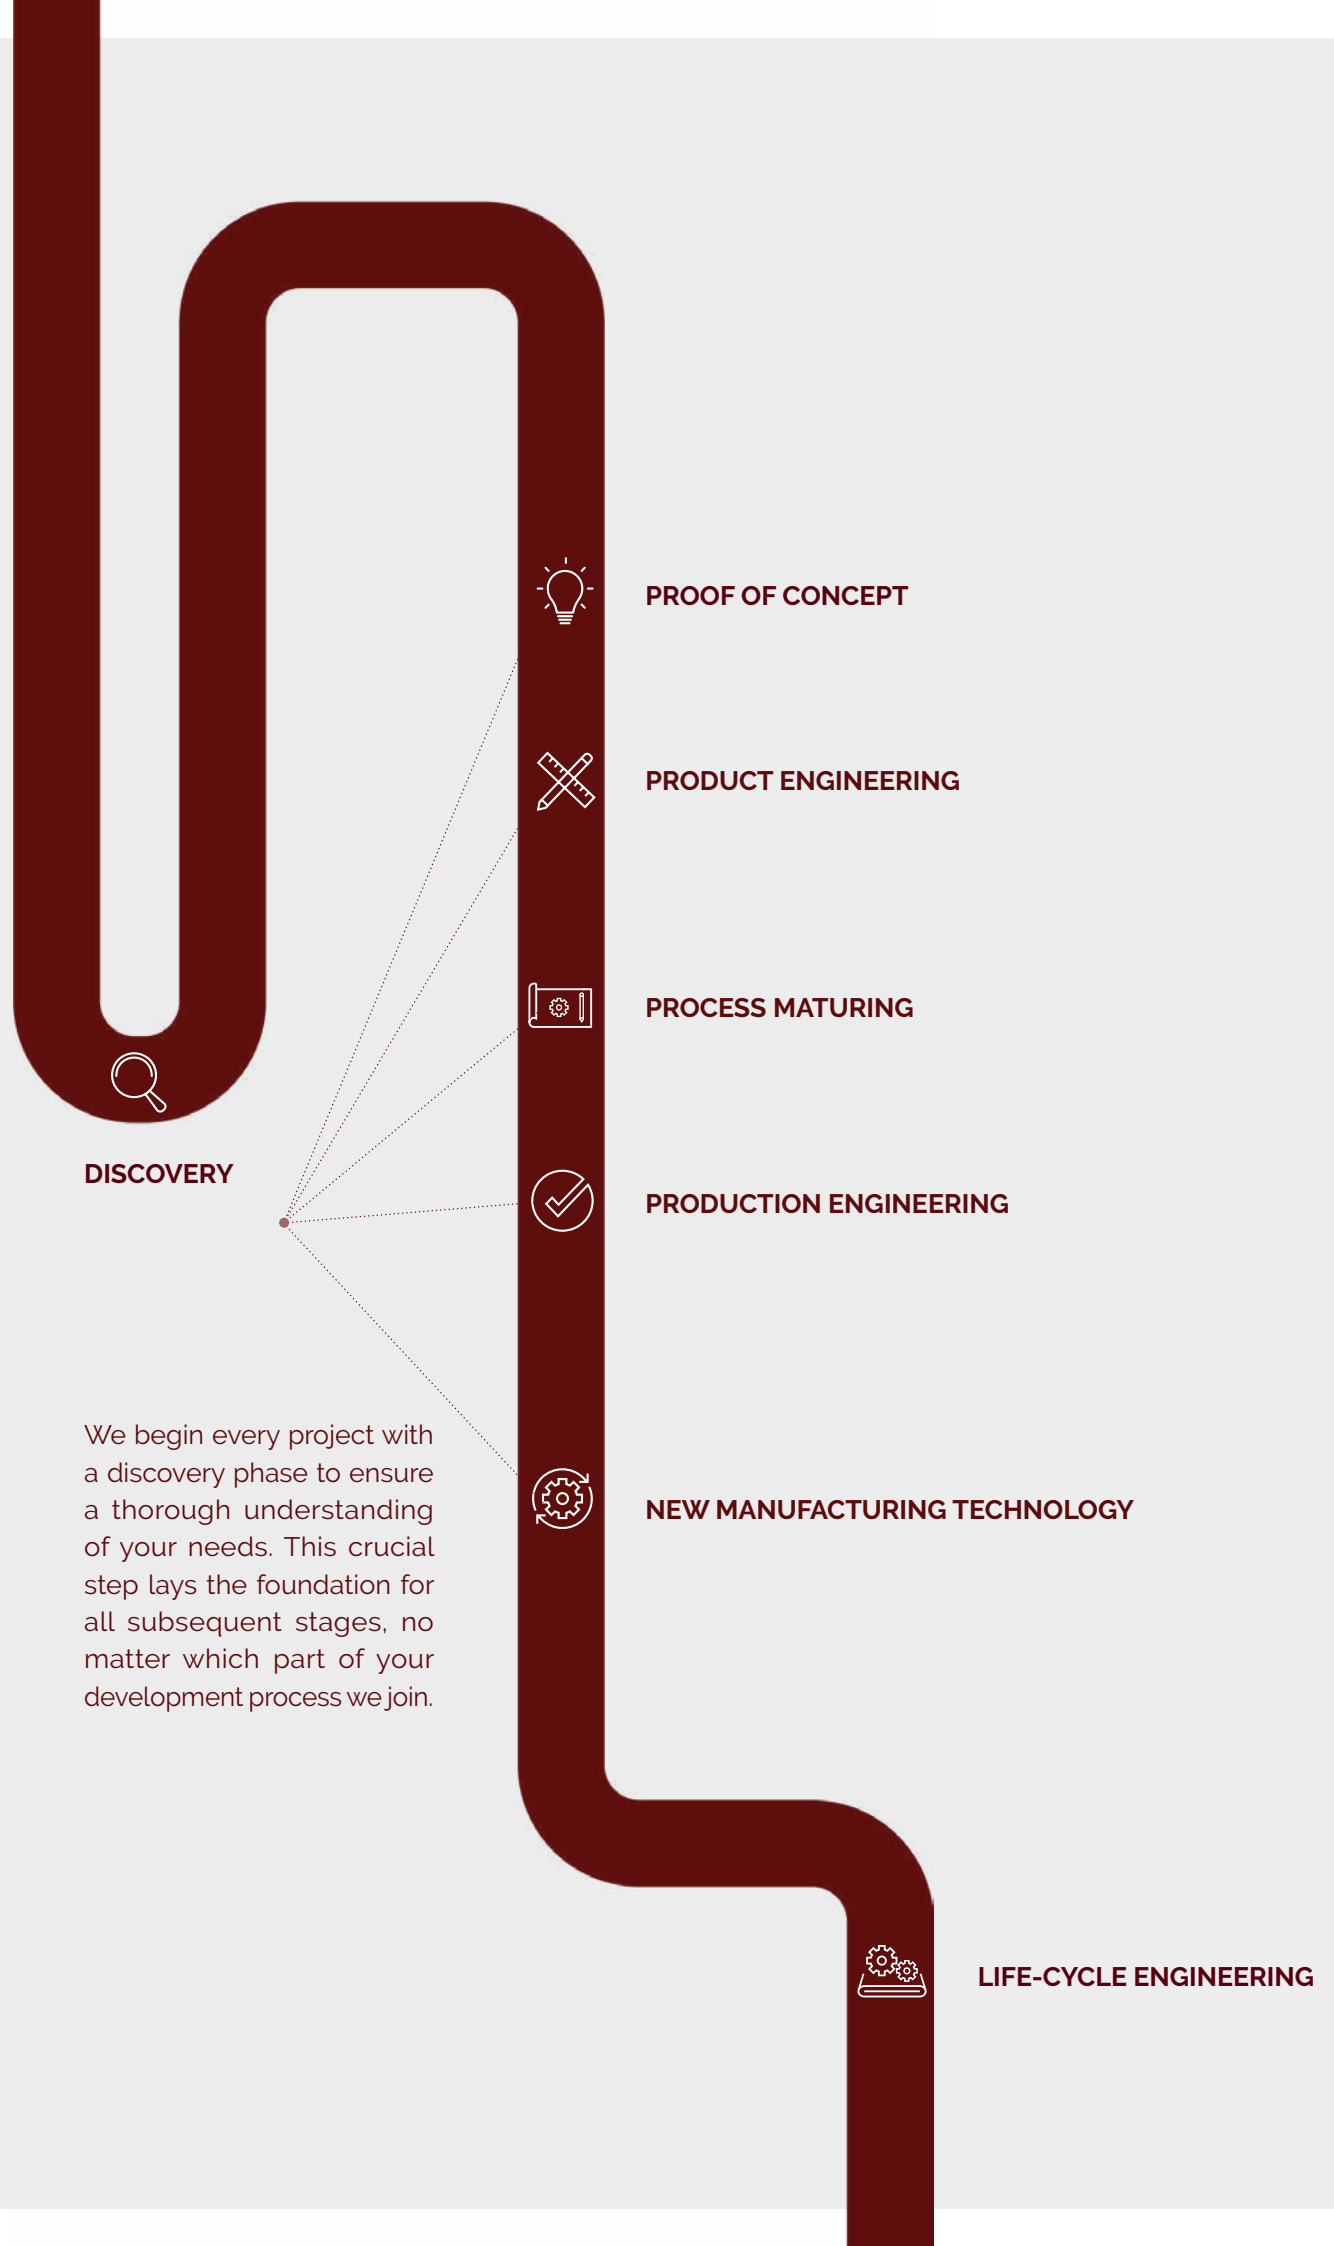 PROOF OF CONCEPT
PRODUCT ENGINEERING
PROCESS MATURING
DISCOVERY
PRODUCTION ENGINEERING
We begin every project with
a discovery phase to ensure
a thorough understanding
of your needs. This crucial
step lays the foundation for
all subsequent stages, no
matter which part of your
development process we join.
NEW MANUFACTURING TECHNOLOGY
LIFE-CYCLE ENGINEERING